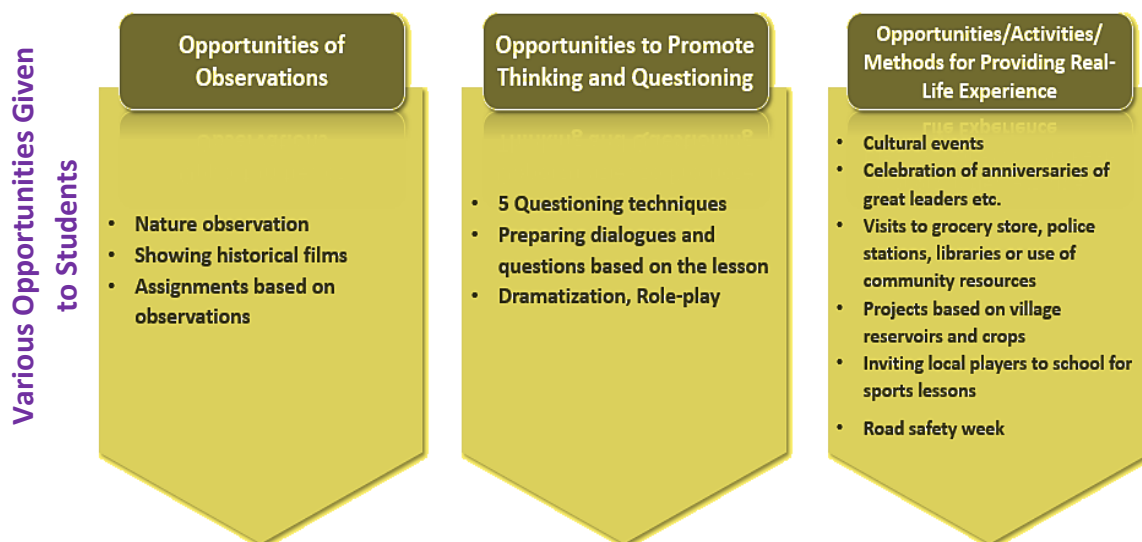 Various Opportunities Given
to Students
Opportunities of
Observations
• Nature observation
• Showing historical films
• Assignments based on
observations
Opportunities to Promote
Thinking and Questioning
• 5 Questioning techniques
• Preparing dialogues and
questions based on the lesson
• Dramatization, Role-play
Opportunities/Activities/
Methods for Providing Real-
Life Experience
• Cultural events
• Celebration of anniversaries of
great leaders etc.
• Visits to grocery store, police
stations, libraries or use of
community resources
• Projects based on village
reservoirs and crops
• Inviting local players to school for
sports lessons
• Road safety week